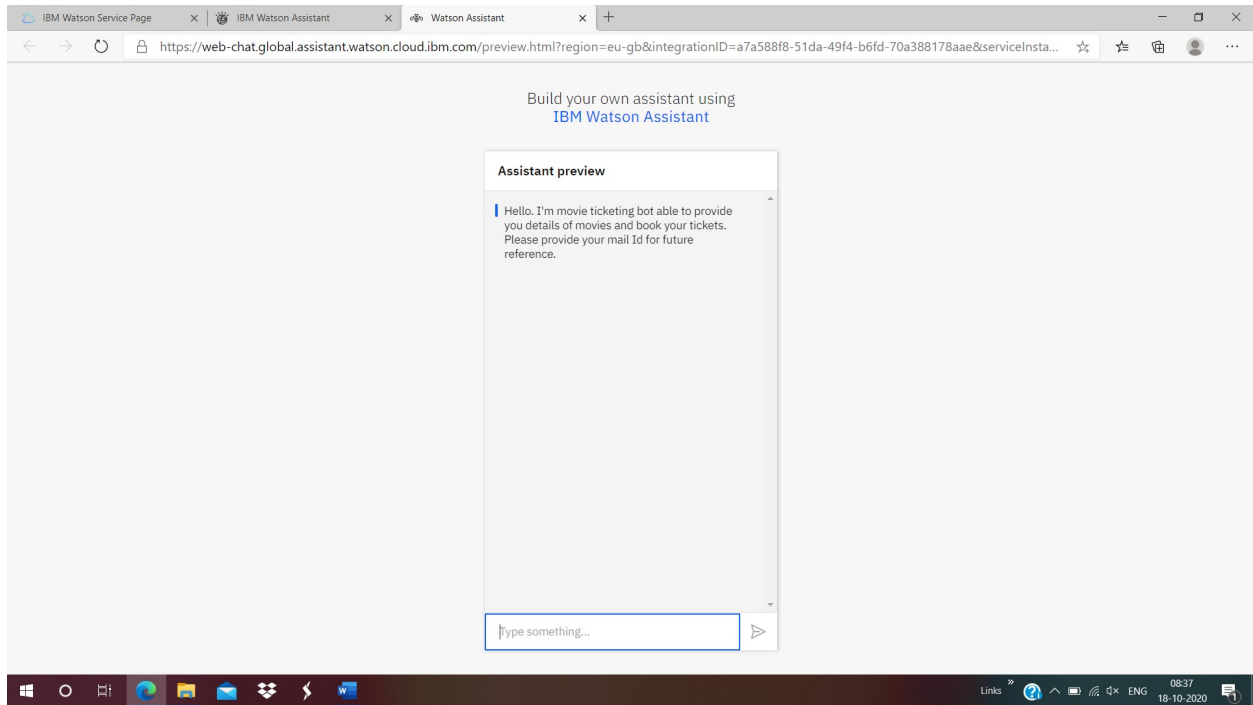 IBM Watson Service Page
IBM Watson Assistant
Watson Assistant
https://web-chat.global.assistant.watson.cloud.ibm.com/preview.html?region=eu-gb&integrationID=a7a588f8-51da-49f4-b6fd-70a388178aae&serviceInsta...
Build your own assistant using
IBM Watson Assistant
Assistant preview
Hello. I'm movie ticketing bot able to provide
you details of movies and book your tickets.
Please provide your mail Id for future
reference.
Type something...
Links
ENG
08:37
18-10-2020
1